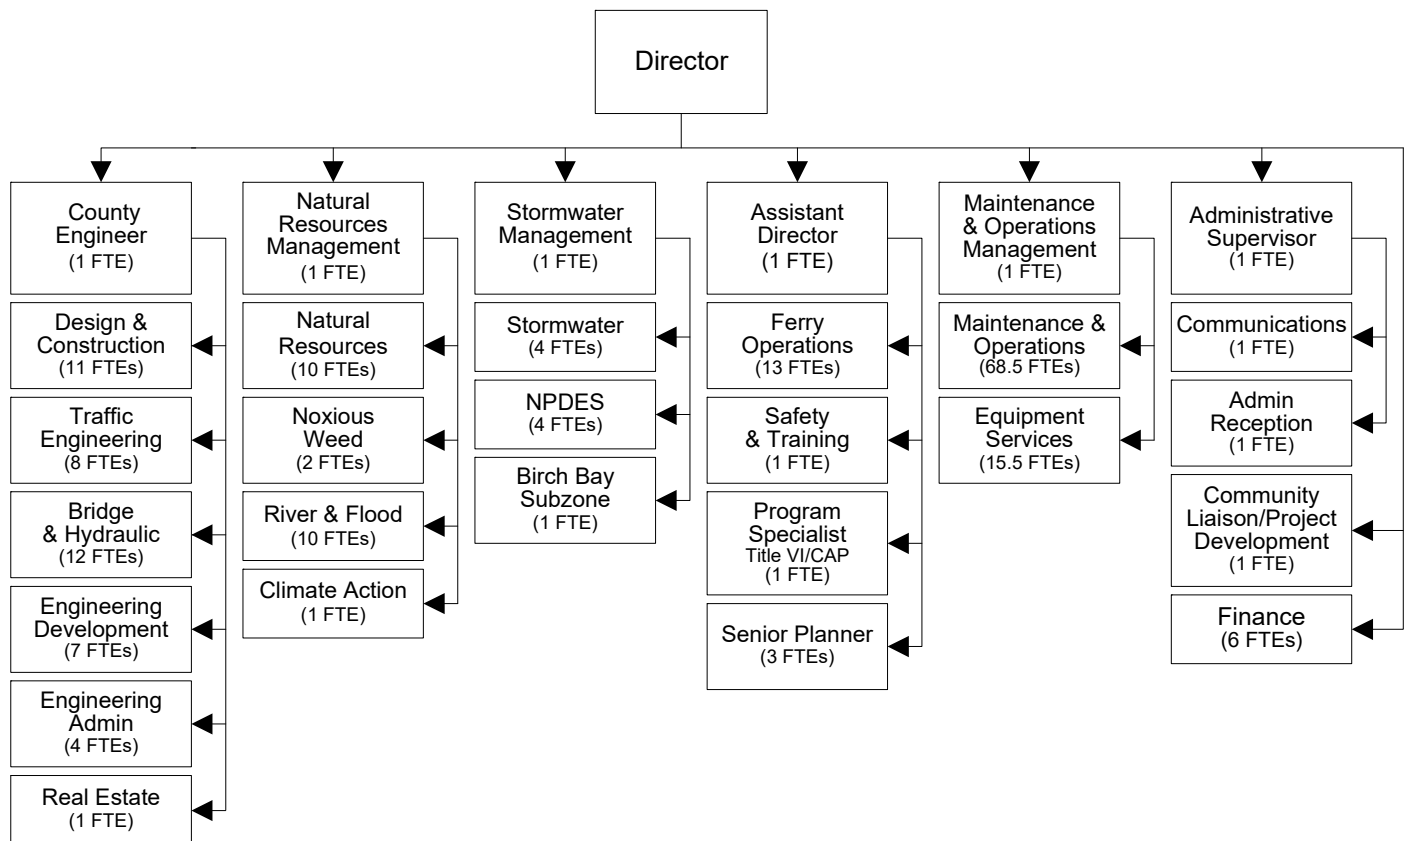 Director
County
Engineer
(1 FTE)
Design &
Construction
(11 FTEs)
Traffic
Engineering
(8 FTEs)
Bridge
& Hydraulic
(12 FTEs)
Engineering
Development
(7 FTEs)
Engineering
Admin
(4 FTEs)
Real Estate
(1 FTE)
Natural
Resources
Management
(1 FTE)
Natural
Resources
(10 FTEs)
Noxious
Weed
(2 FTEs)
River & Flood
(10 FTEs)
Climate Action
(1 FTE)
Stormwater
Management
(1 FTE)
Stormwater
(4 FTEs)
NPDES
(4 FTEs)
Birch Bay
Subzone
(1 FTE)
Assistant
Director
(1 FTE)
Ferry
Operations
(13 FTEs)
Safety
& Training
(1 FTE)
Program
Specialist
Title VI/CAP
(1 FTE)
Senior Planner
(3 FTEs)
Maintenance
& Operations
Management
(1 FTE)
Maintenance &
Operations
(68.5 FTEs)
Equipment
Services
(15.5 FTEs)
Administrative
Supervisor
(1 FTE)
Communications
(1 FTE)
Admin
Reception
(1 FTE)
Community
Liaison/Project
Development
(1 FTE)
Finance
(6 FTEs)